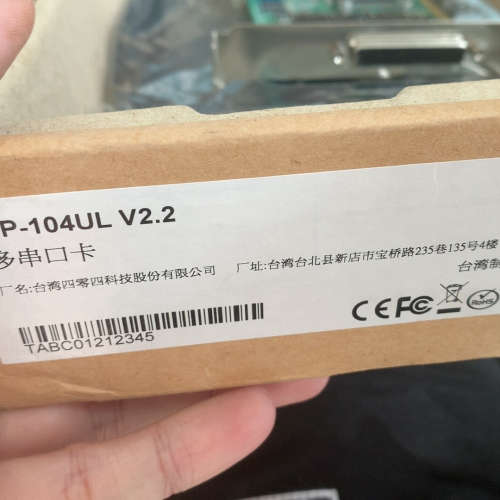 P-104UL V2.2
多串口卡
厂名:台湾四零四科技股份有限公司 厂址:台湾台北县新店市宝桥路235巷135号4楼
台湾制
CE FC RoHS
TABC01212345